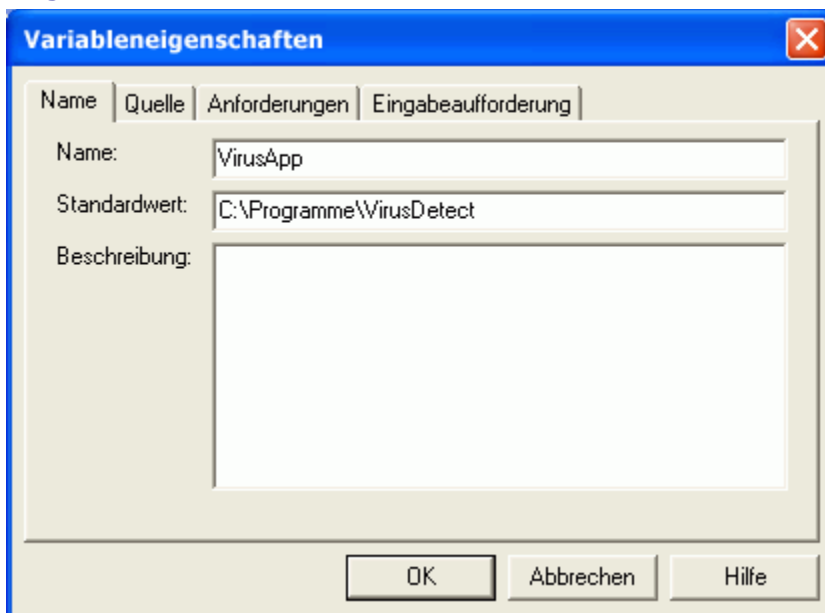 Variableneigenschaften
Name Quelle Anforderungen Eingabeaufforderung
Name: VirusApp
Standardwert: C:\Programme\VirusDetect
Beschreibung:
OK Abbrechen Hilfe